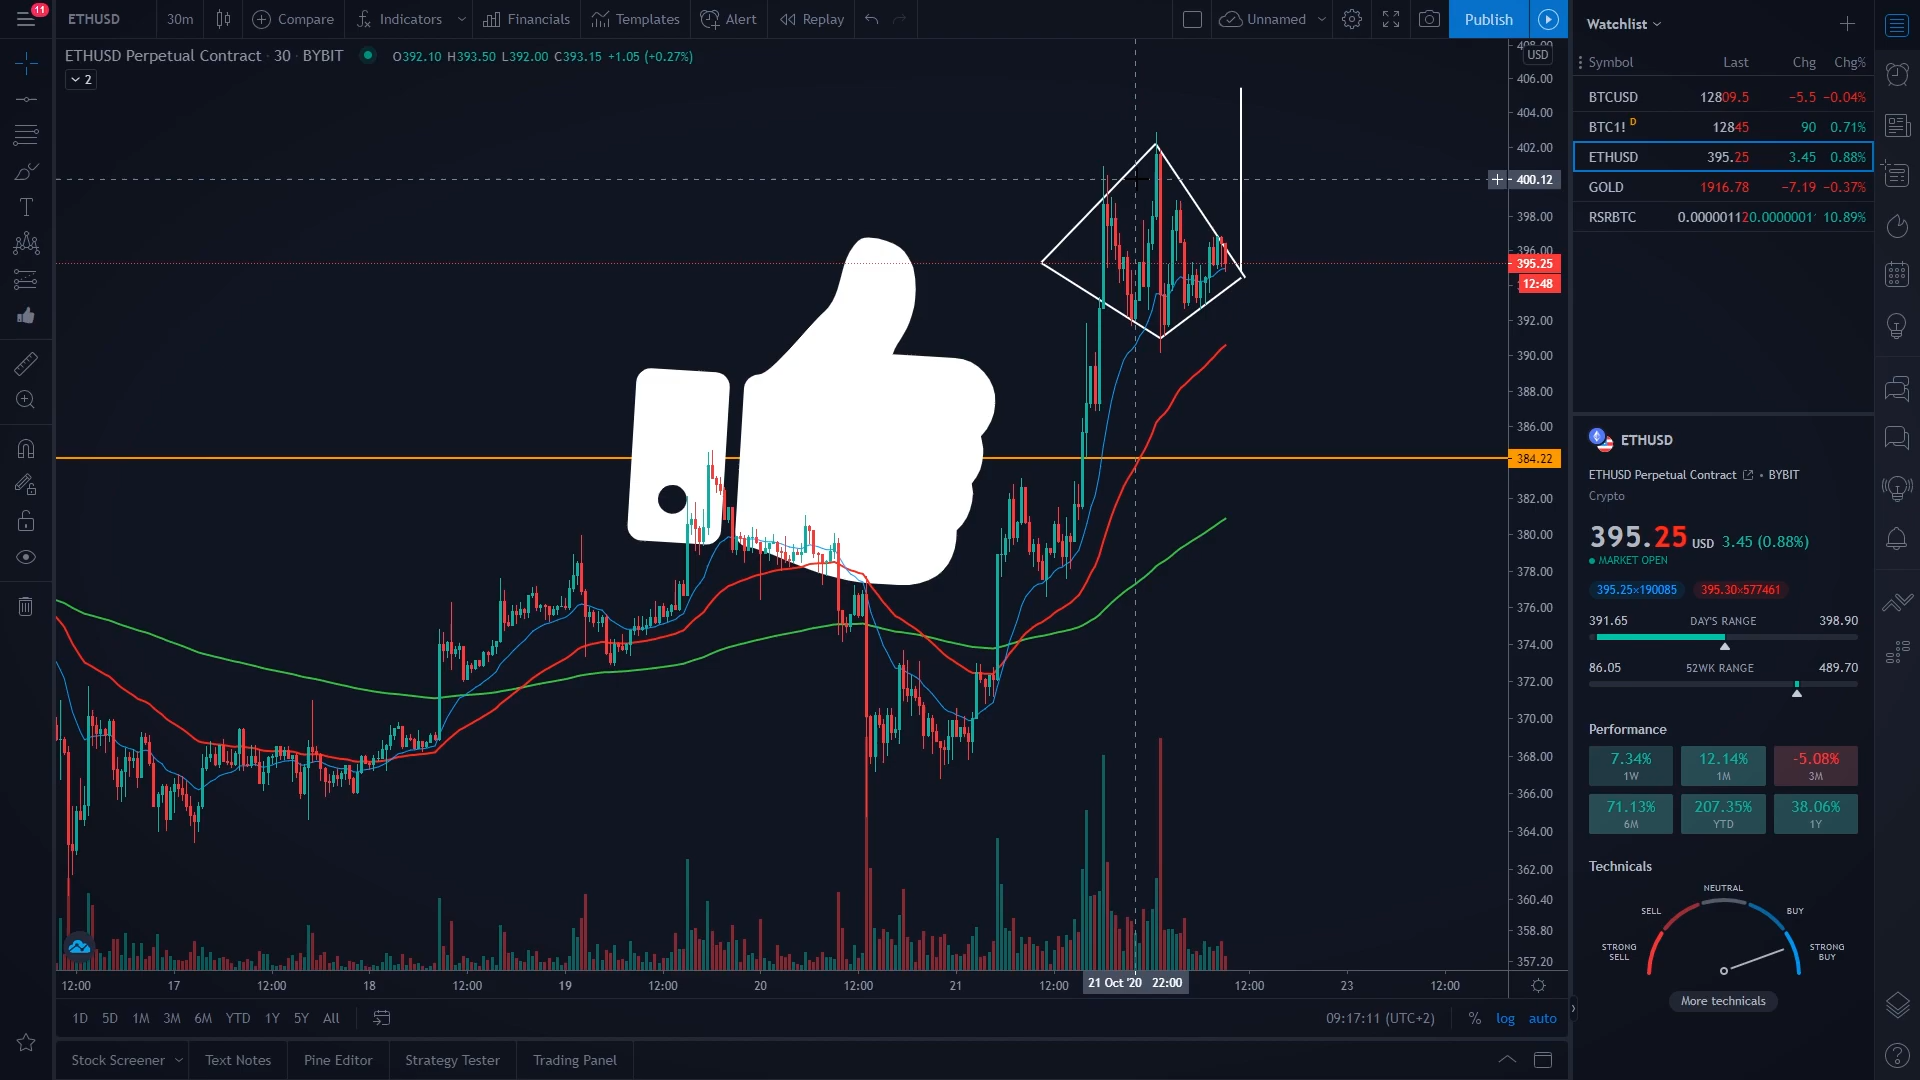 11
ETHUSD 30m Compare Indicators Financials Templates Alert Replay Unnamed Publish
ETHUSD Perpetual Contract · 30 · BYBIT O392.10 H393.50 L392.00 C393.15 +1.05 (+0.27%)
2
USD
406.00
404.00
402.00
400.12
398.00
396.00
395.25
12:48
392.00
390.00
388.00
386.00
384.22
382.00
380.00
378.00
376.00
374.00
372.00
370.00
368.00
366.00
364.00
362.00
360.40
358.80
357.20
12:00 17 12:00 18 12:00 19 12:00 20 12:00 21 12:00 21 Oct '20 22:00 12:00 23 12:00
1D 5D 1M 3M 6M YTD 1Y 5Y All 09:17:11 (UTC+2) % log auto
Stock Screener Text Notes Pine Editor Strategy Tester Trading Panel
Watchlist
Symbol Last Chg Chg%
BTCUSD 12809.5 −5.5 −0.04%
BTC1! D 12845 90 0.71%
ETHUSD 395.25 3.45 0.88%
GOLD 1916.78 −7.19 −0.37%
RSRBTC 0.00000112 0.0000001 10.89%
ETHUSD
ETHUSD Perpetual Contract • BYBIT
Crypto
395.25 USD 3.45 (0.88%)
MARKET OPEN
395.25×190085 395.30×577461
391.65 DAY'S RANGE 398.90
86.05 52WK RANGE 489.70
Performance
7.34% 12.14% -5.08%
1W 1M 3M
71.13% 207.35% 38.06%
6M YTD 1Y
Technicals
NEUTRAL
SELL BUY
STRONG SELL STRONG BUY
More technicals